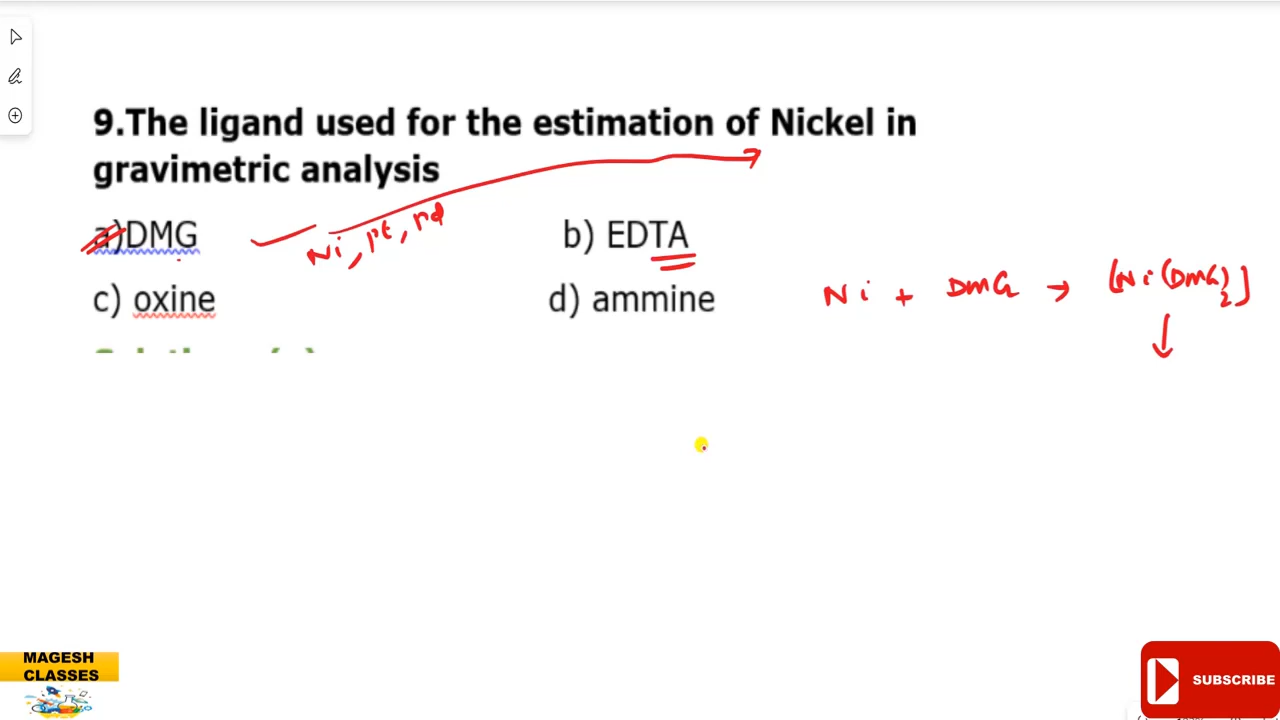 9.The ligand used for the estimation of Nickel in
gravimetric analysis
a)DMG
Ni, pt, pd
b) EDTA
c) oxine
d) ammine
Ni + DMG → [Ni(DMG)2]
↓
MAGESH
CLASSES
SUBSCRIBE